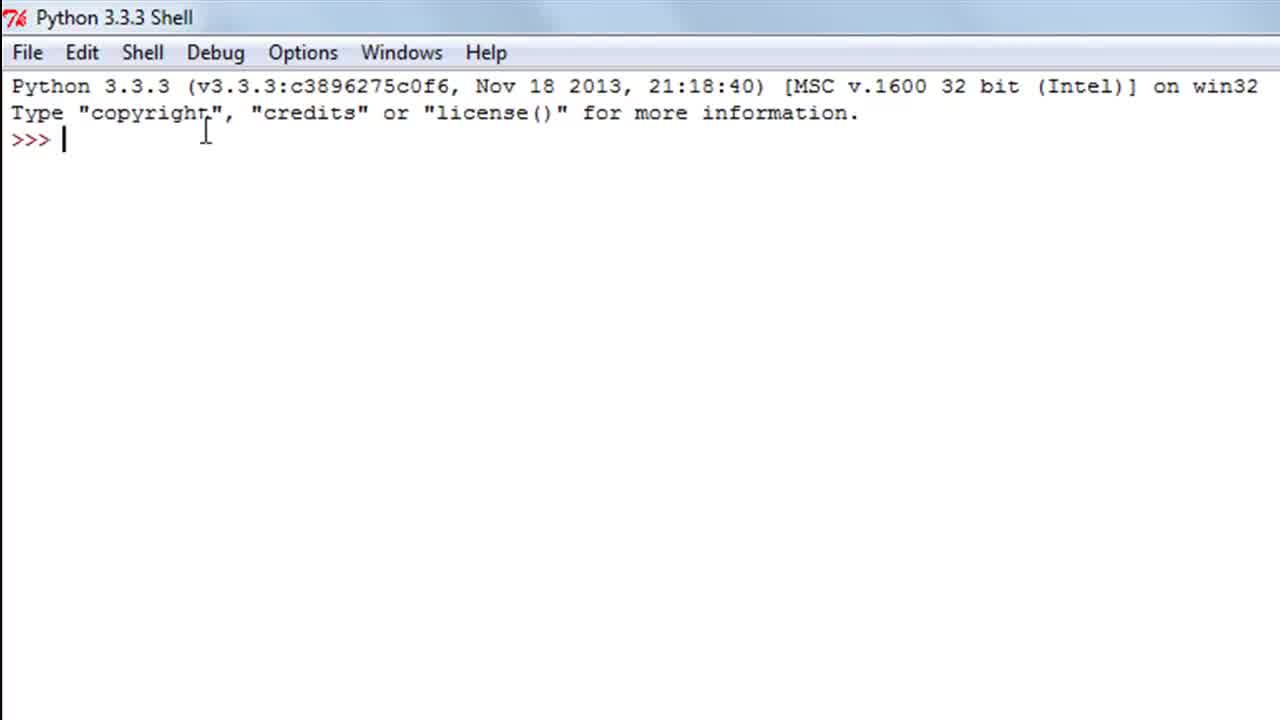 Python 3.3.3 Shell
File Edit Shell Debug Options Windows Help
Python 3.3.3 (v3.3.3:c3896275c0f6, Nov 18 2013, 21:18:40) [MSC v.1600 32 bit (Intel)] on win32
Type "copyright", "credits" or "license()" for more information.
>>>